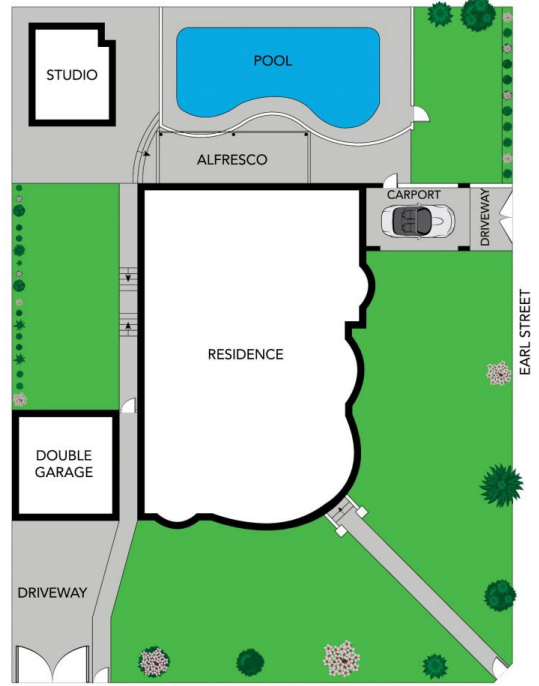 POOL
STUDIO
ALFRESCO
CARPORT
DRIVEWAY
EARL STREET
RESIDENCE
DOUBLE
GARAGE
DRIVEWAY